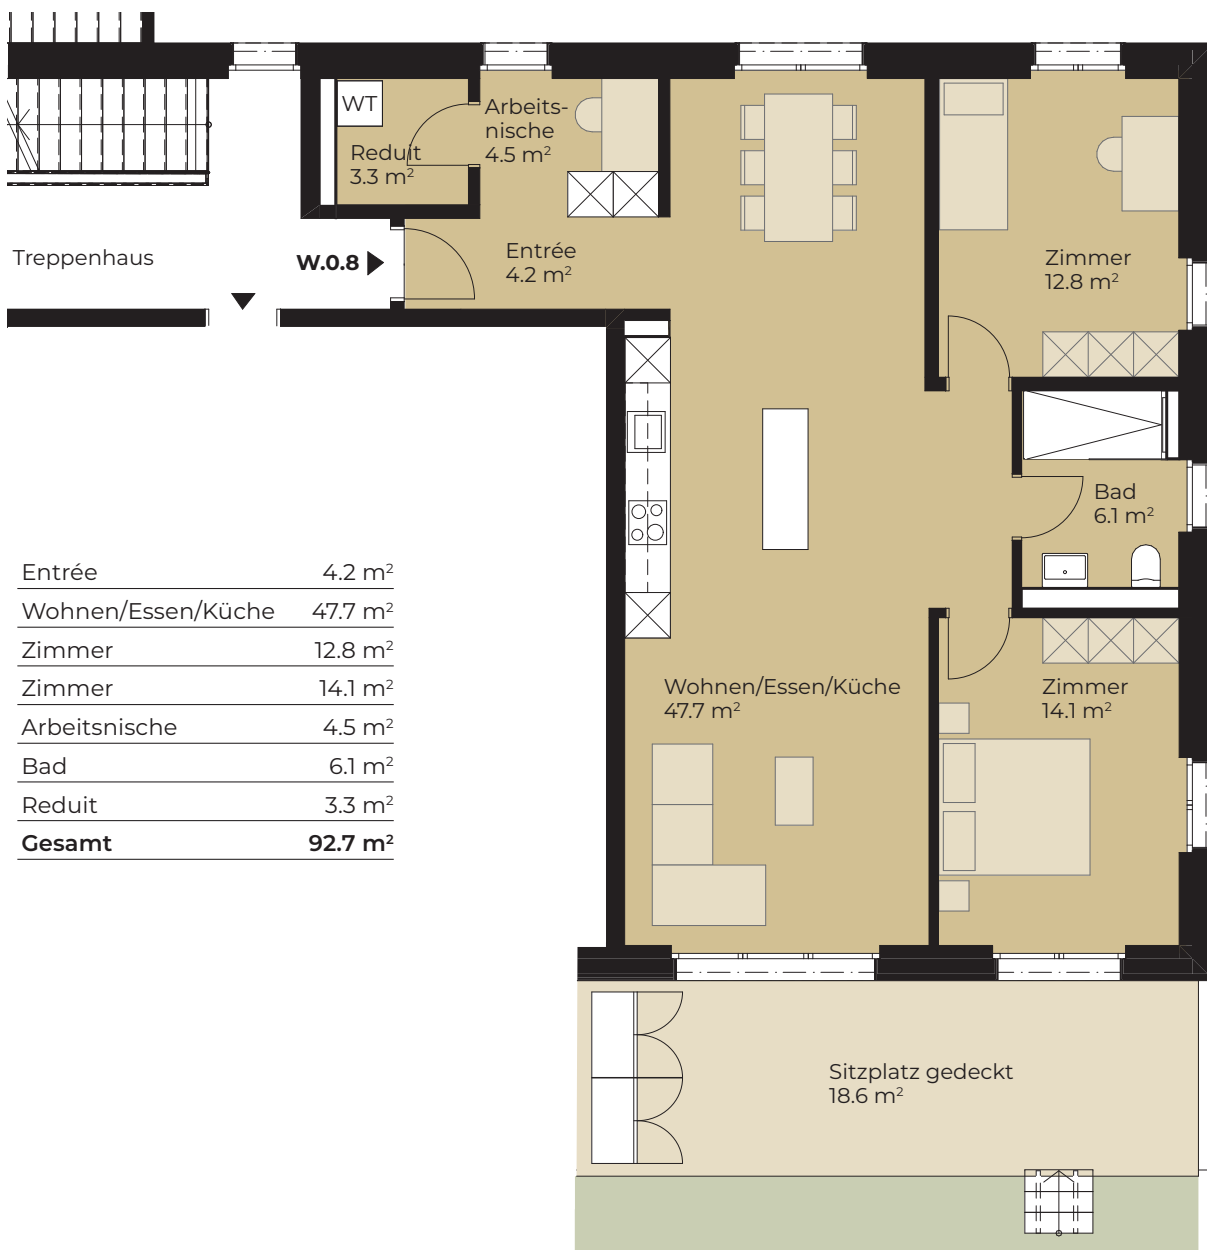 WT
Reduit
3.3 m²
Arbeits-
nische
4.5 m²
Treppenhaus
W.0.8
Entrée
4.2 m²
Zimmer
12.8 m²
Bad
6.1 m²
Entrée 4.2 m²
Wohnen/Essen/Küche 47.7 m²
Zimmer 12.8 m²
Zimmer 14.1 m²
Arbeitsnische 4.5 m²
Bad 6.1 m²
Reduit 3.3 m²
Gesamt 92.7 m²
Wohnen/Essen/Küche
47.7 m²
Zimmer
14.1 m²
Sitzplatz gedeckt
18.6 m²